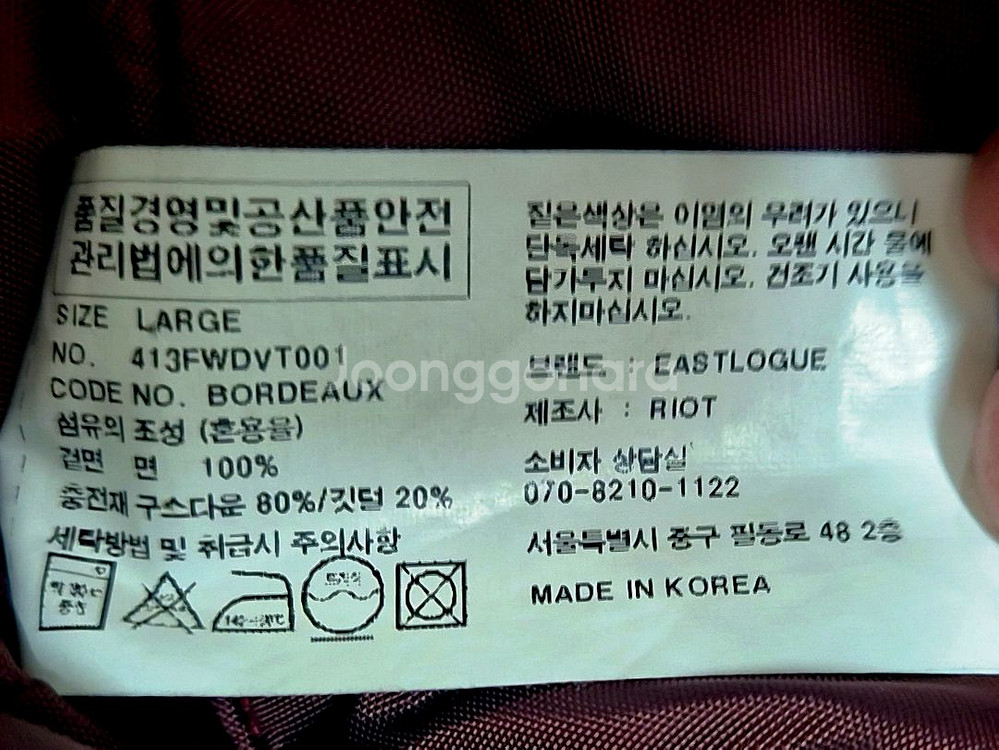 품질경영및공산품안전
관리법에의한품질표시
SIZE LARGE
NO. 413FWDVT001
CODE NO. BORDEAUX
섬유의 조성 (혼용율)
겉면 면 100%
충전재 구스다운 80%/깃털 20%
세탁방법 및 취급시 주의사항
약 30℃
중성
드라이
짙은색상은 이염의 우려가 있으니
단독세탁 하십시오. 오랜 시간 물에
담가두지 마십시오. 건조기 사용을
하지마십시오.
브랜드 : EASTLOGUE
제조사 : RIOT
소비자 상담실
070-8210-1122
서울특별시 중구 필동로 48 2층
MADE IN KOREA
Joonggonara